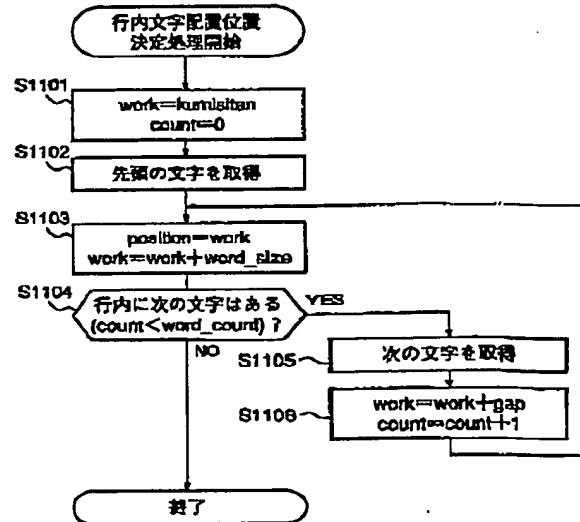 行内文字配置位置
決定処理開始
S1101
work=kumisitan
count=0
S1102
先頭の文字を取得
S1103
position=work
work=work+word_size
S1104
行内に次の文字はある
(count<word_count)?
YES
NO
S1105
次の文字を取得
S1106
work=work+gap
count=count+1
終了